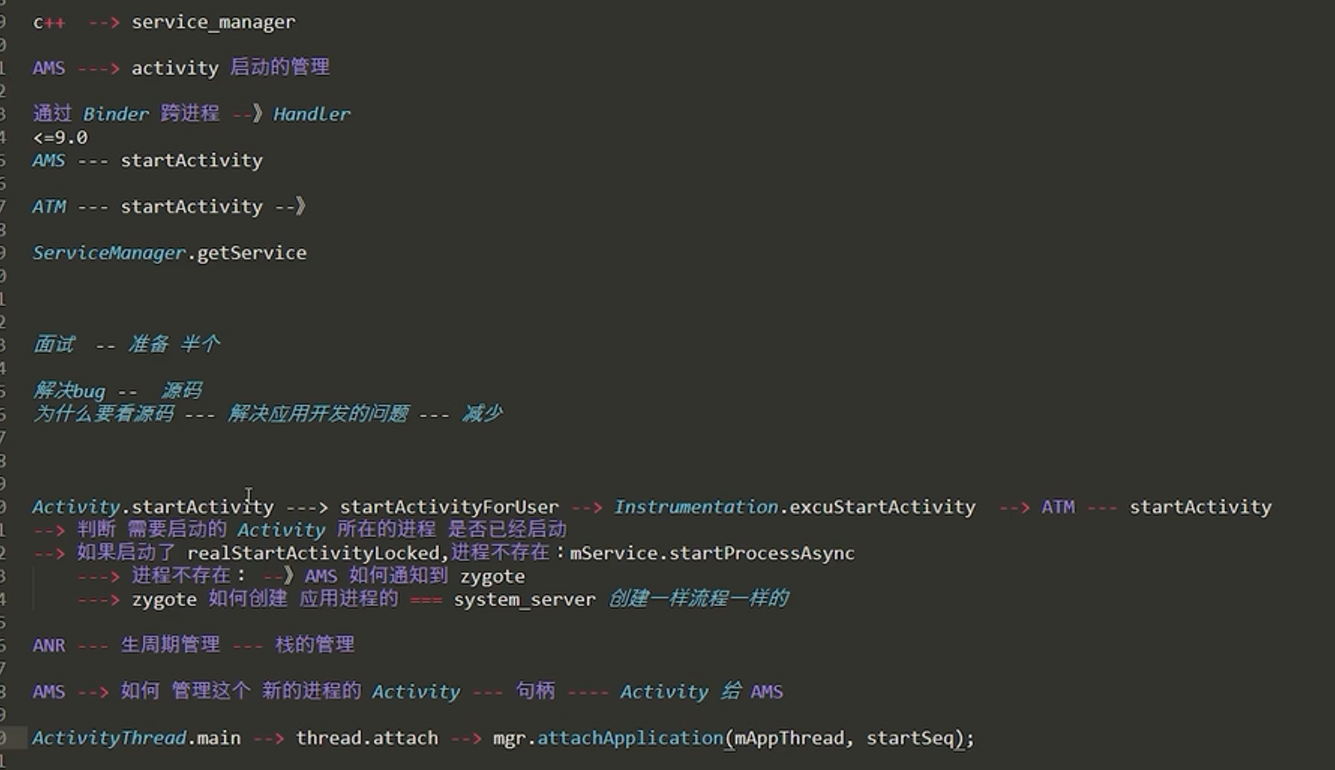 c++ --> service_manager
AMS ---> activity 启动的管理
通过 Binder 跨进程 --》Handler
<=9.0
AMS --- startActivity
ATM --- startActivity --》
ServiceManager.getService
面试 -- 准备 半个
解决bug -- 源码
为什么要看源码 --- 解决应用开发的问题 --- 减少
Activity.startActivity ---> startActivityForUser --> Instrumentation.excuStartActivity --> ATM --- startActivity
--> 判断 需要启动的 Activity 所在的进程 是否已经启动
--> 如果启动了 realStartActivityLocked,进程不存在：mService.startProcessAsync
---> 进程不存在： --》AMS 如何通知到 zygote
---> zygote 如何创建 应用进程的 === system_server 创建一样流程一样的
ANR --- 生周期管理 --- 栈的管理
AMS --> 如何 管理这个 新的进程的 Activity --- 句柄 ---- Activity 给 AMS
ActivityThread.main --> thread.attach --> mgr.attachApplication(mAppThread, startSeq);